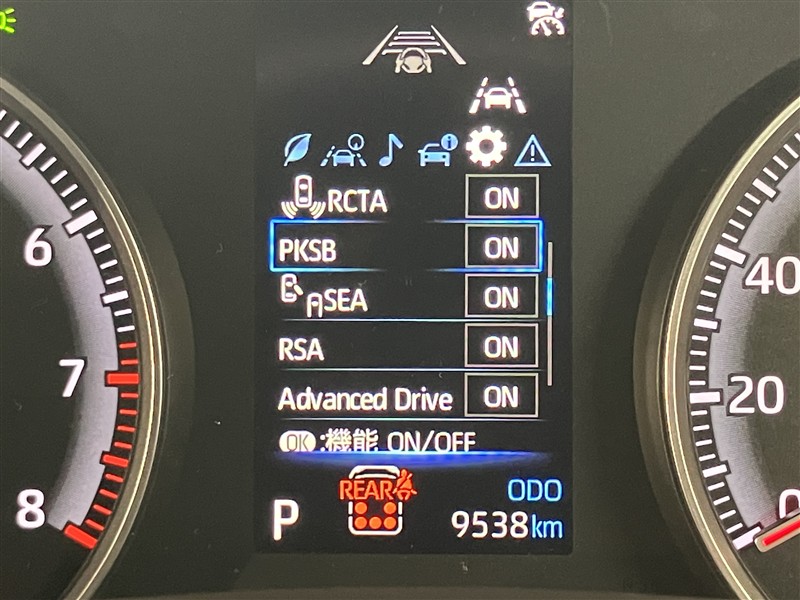 RCTA ON
PKSB ON
SEA ON
RSA ON
Advanced Drive ON
OK :機能 ON/OFF
REAR
ODO
P 9538km
6
7
8
40
20
0